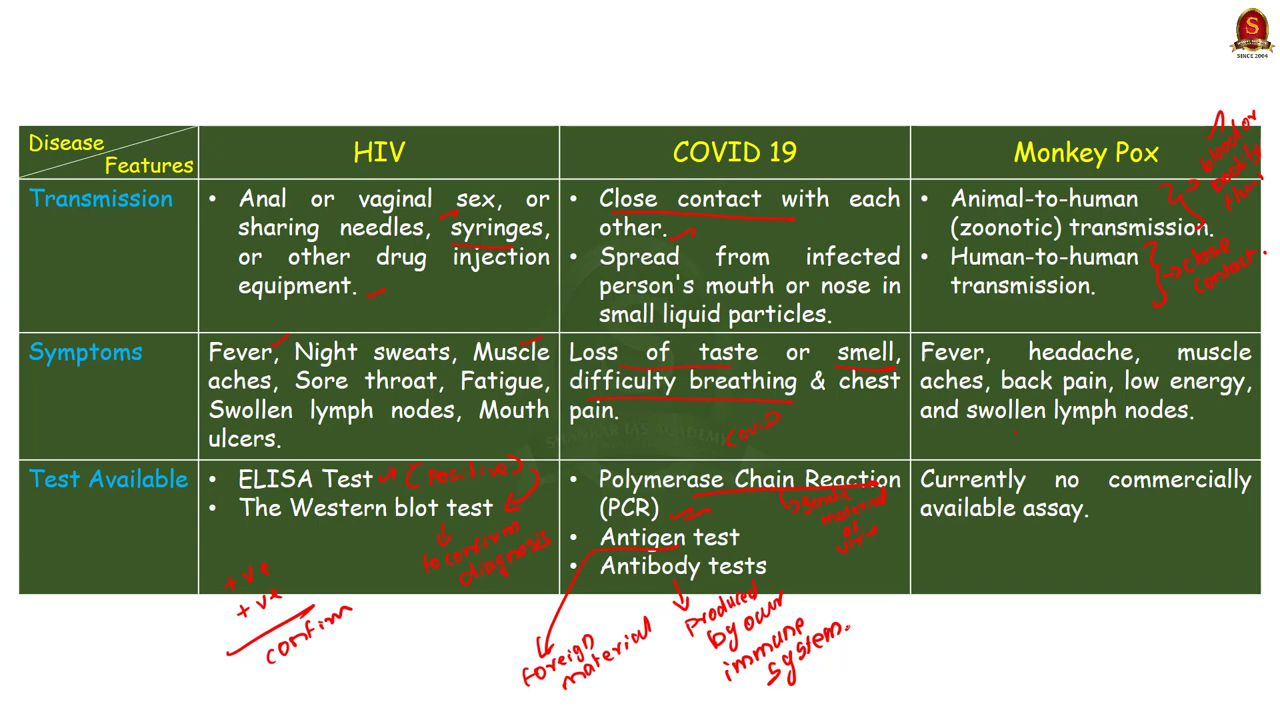 S
SINCE 2004
Disease
Features
HIV
COVID 19
Monkey Pox
Transmission
• Anal or vaginal sex, or
sharing needles, syringes,
or other drug injection
equipment.
• Close contact with each
other.
• Spread from infected
person's mouth or nose in
small liquid particles.
• Animal-to-human
(zoonotic) transmission.
• Human-to-human
transmission.
blood or
bodily
close
contact.
Symptoms
Fever, Night sweats, Muscle
aches, Sore throat, Fatigue,
Swollen lymph nodes, Mouth
ulcers.
Loss of taste or smell,
difficulty breathing & chest
pain.
COVID
Fever, headache, muscle
aches, back pain, low energy,
and swollen lymph nodes.
SHANKAR IAS ACADEMY
Test Available
• ELISA Test
(Positive)
• The Western blot test
to confirm
diagnosis
+ve
+ve
confirm
• Polymerase Chain Reaction
(PCR)
• Antigen test
• Antibody tests
genetic
material
of
virus
foreign
material
produced
by our
immune
system.
Currently no commercially
available assay.